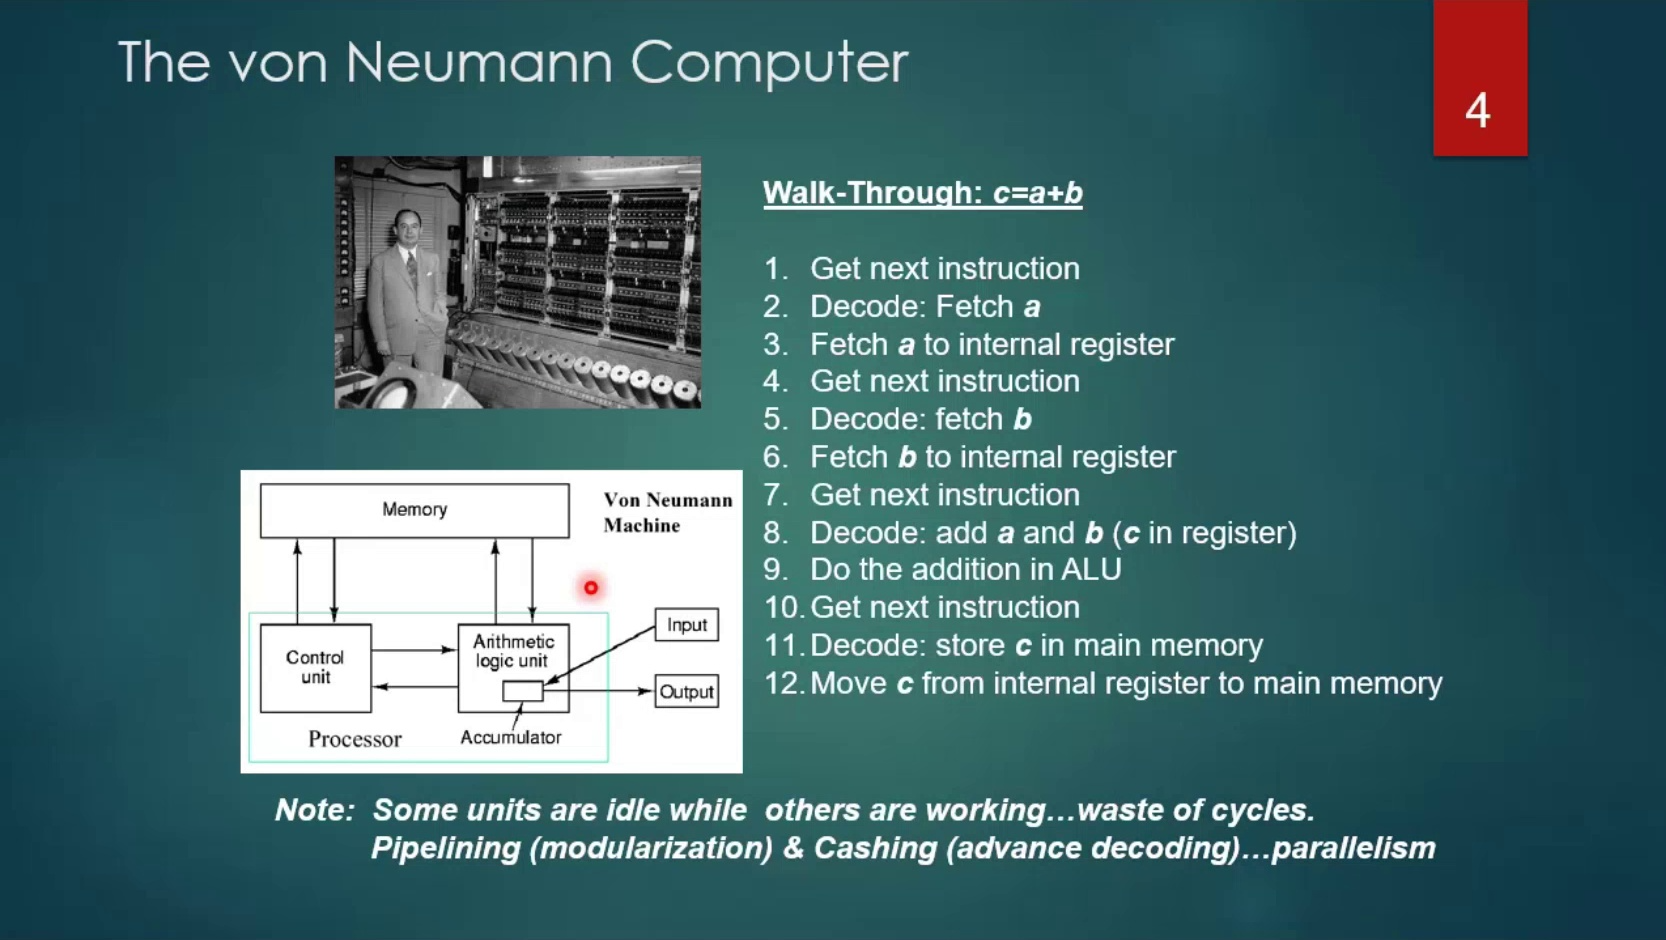 The von Neumann Computer
4
Walk-Through: c=a+b
1. Get next instruction
2. Decode: Fetch a
3. Fetch a to internal register
4. Get next instruction
5. Decode: fetch b
6. Fetch b to internal register
7. Get next instruction
8. Decode: add a and b (c in register)
9. Do the addition in ALU
10. Get next instruction
11. Decode: store c in main memory
12. Move c from internal register to main memory
Memory
Von Neumann
Machine
Control
unit
Arithmetic
logic unit
Input
Output
Processor
Accumulator
Note: Some units are idle while others are working...waste of cycles.
Pipelining (modularization) & Cashing (advance decoding)...parallelism